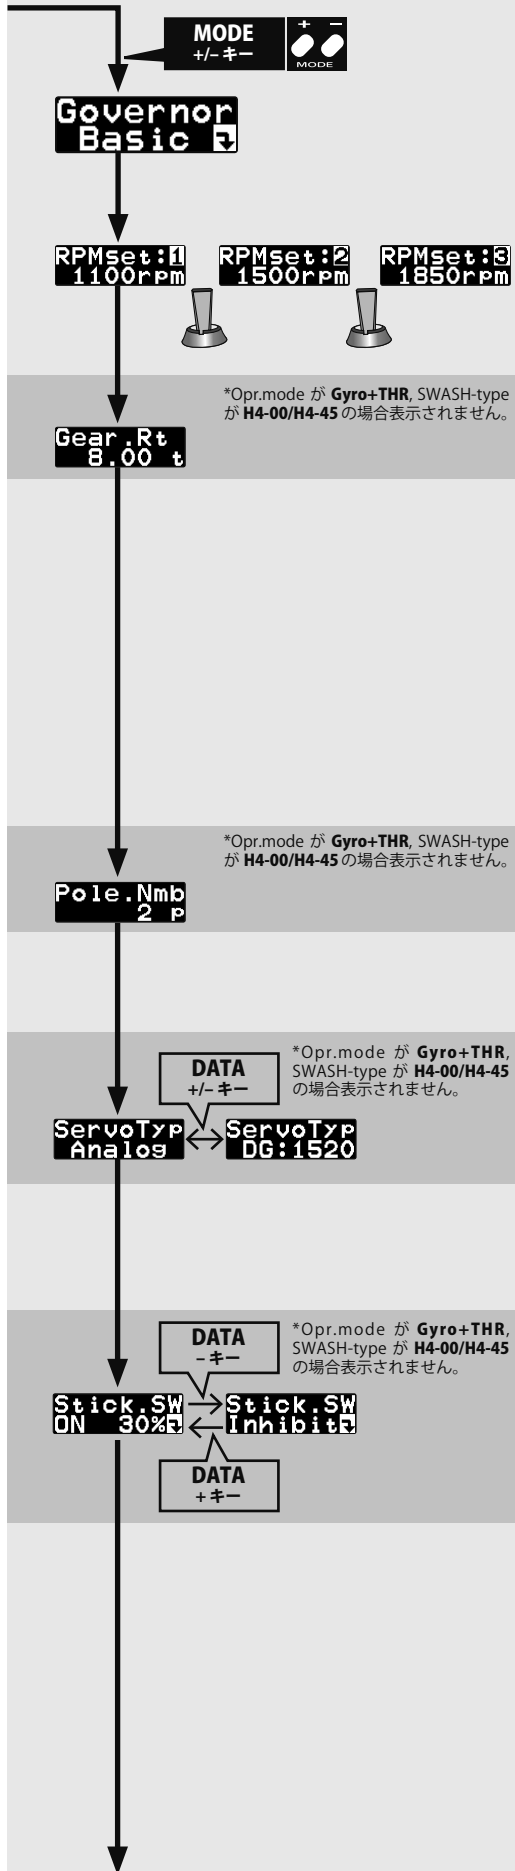 MODE
+/– キー
+ –
MODE
Governor
Basic
RPMset:1
1100rpm
RPMset:2
1500rpm
RPMset:3
1850rpm
*Opr.mode が Gyro+THR, SWASH-type
が H4-00/H4-45 の場合表示されません。
Gear.Rt
8.00 t
*Opr.mode が Gyro+THR, SWASH-type
が H4-00/H4-45 の場合表示されません。
Pole.Nmb
2 p
*Opr.mode が Gyro+THR,
SWASH-type が H4-00/H4-45
の場合表示されません。
DATA
+/– キー
ServoTyp
Analog
ServoTyp
DG:1520
*Opr.mode が Gyro+THR,
SWASH-type が H4-00/H4-45
の場合表示されません。
DATA
– キー
Stick.SW
ON 30%
Stick.SW
Inhibit
DATA
+ キー